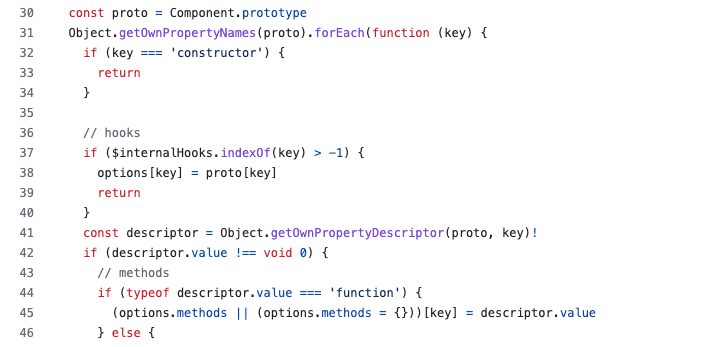 30 const proto = Component.prototype
31 Object.getOwnPropertyNames(proto).forEach(function (key) {
32 if (key === 'constructor') {
33 return
34 }
35
36 // hooks
37 if ($internalHooks.indexOf(key) > -1) {
38 options[key] = proto[key]
39 return
40 }
41 const descriptor = Object.getOwnPropertyDescriptor(proto, key)!
42 if (descriptor.value !== void 0) {
43 // methods
44 if (typeof descriptor.value === 'function') {
45 (options.methods || (options.methods = {}))[key] = descriptor.value
46 } else {